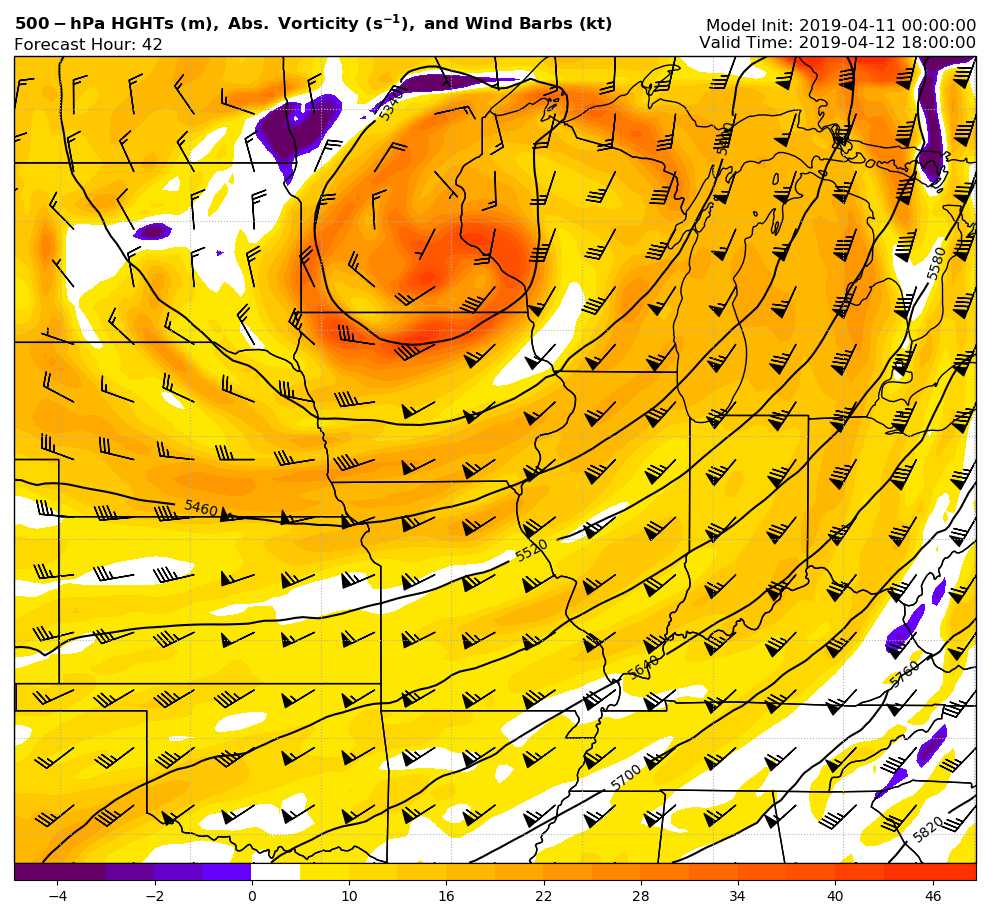 500−hPa HGHTs (m), Abs. Vorticity (s⁻¹), and Wind Barbs (kt)
Model Init: 2019-04-11 00:00:00
Forecast Hour: 42
Valid Time: 2019-04-12 18:00:00
5340
5580
5460
5520
5640
5760
5700
5820
−4 −2 0 10 16 22 28 34 40 46